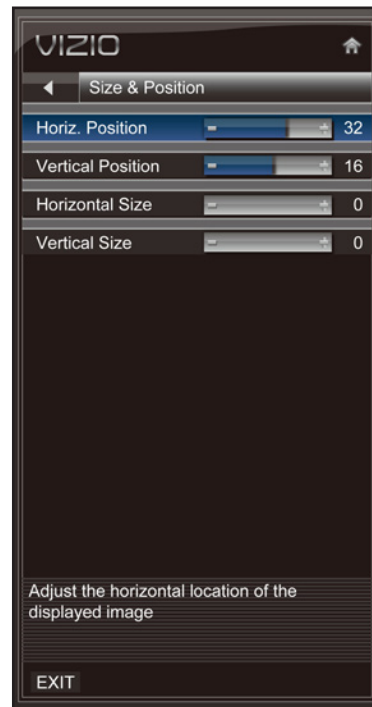 VIZIO
Size & Position
Horiz. Position - + 32
Vertical Position - + 16
Horizontal Size - + 0
Vertical Size - + 0
Adjust the horizontal location of the
displayed image
EXIT